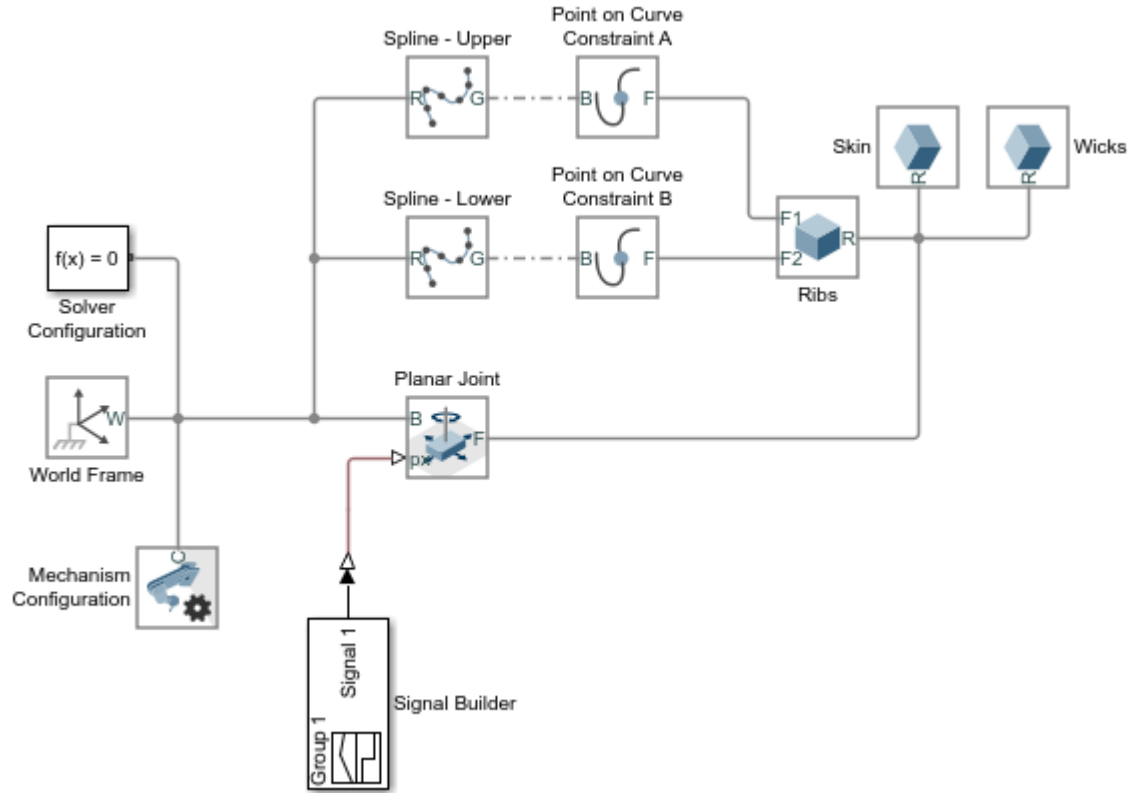 Point on Curve
Constraint A
Spline - Upper
R
G
B
F
Skin
R
Wicks
R
Point on Curve
Constraint B
Spline - Lower
R
G
B
F
F1
F2
R
Ribs
f(x) = 0
Solver
Configuration
Planar Joint
W
B
F
px
World Frame
C
Mechanism
Configuration
Signal 1
Group 1
Signal Builder